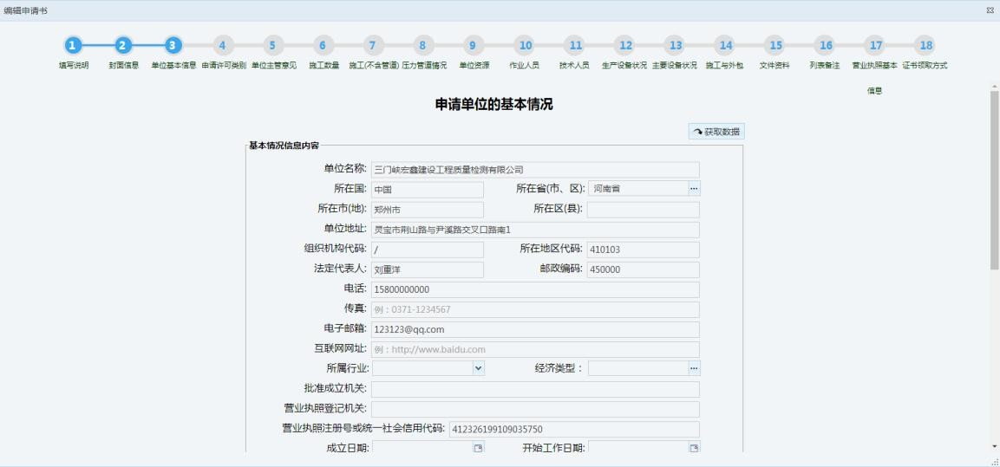 编辑申请书
1 2 3 4 5 6 7 8 9 10 11 12 13 14 15 16 17 18
填写说明 封面信息 单位基本信息 申请许可类别 单位主管意见 施工数量 施工(不含管道) 压力管道情况 单位资源 作业人员 技术人员 生产设备状况 主要设备状况 施工与外包 文件资料 列表备注 营业执照基本 证书领取方式
信息
申请单位的基本情况
获取数据
基本情况信息内容
单位名称: 三门峡宏鑫建设工程质量检测有限公司
所在国: 中国 所在省(市、区): 河南省 ...
所在市(地): 郑州市 所在区(县):
单位地址: 灵宝市荆山路与尹溪路交叉口路南1
组织机构代码: / 所在地区代码: 410103
法定代表人: 刘重洋 邮政编码: 450000
电话: 15800000000
传真: 例：0371-1234567
电子邮箱: 123123@qq.com
互联网网址: 例：http://www.baidu.com
所属行业: 经济类型： ...
批准成立机关:
营业执照登记机关:
营业执照注册号或统一社会信用代码: 412326199109035750
成立日期: 开始工作日期: